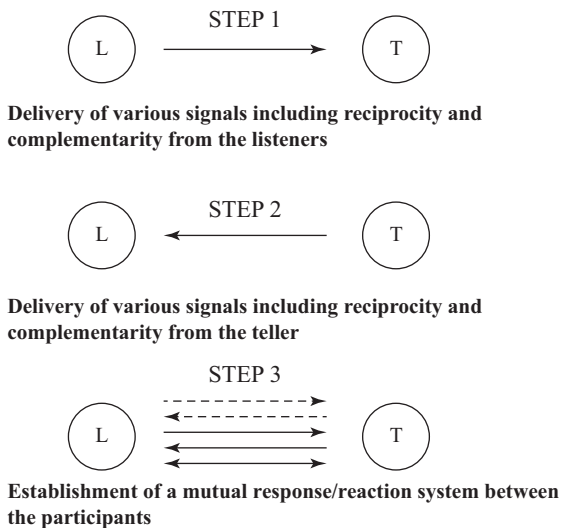 STEP 1
L T
Delivery of various signals including reciprocity and
complementarity from the listeners
STEP 2
L T
Delivery of various signals including reciprocity and
complementarity from the teller
STEP 3
L T
Establishment of a mutual response/reaction system between
the participants